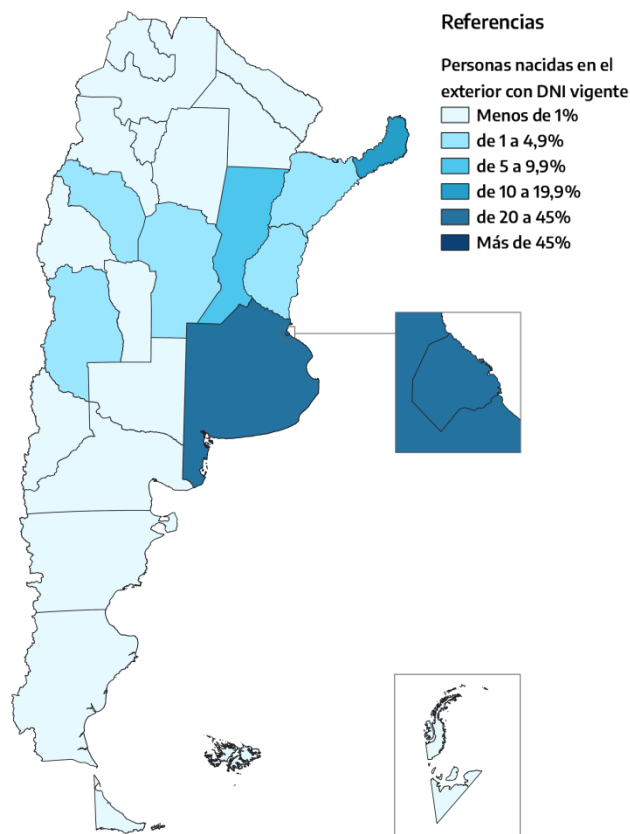 Referencias
Personas nacidas en el
exterior con DNI vigente
Menos de 1%
de 1 a 4,9%
de 5 a 9,9%
de 10 a 19,9%
de 20 a 45%
Más de 45%